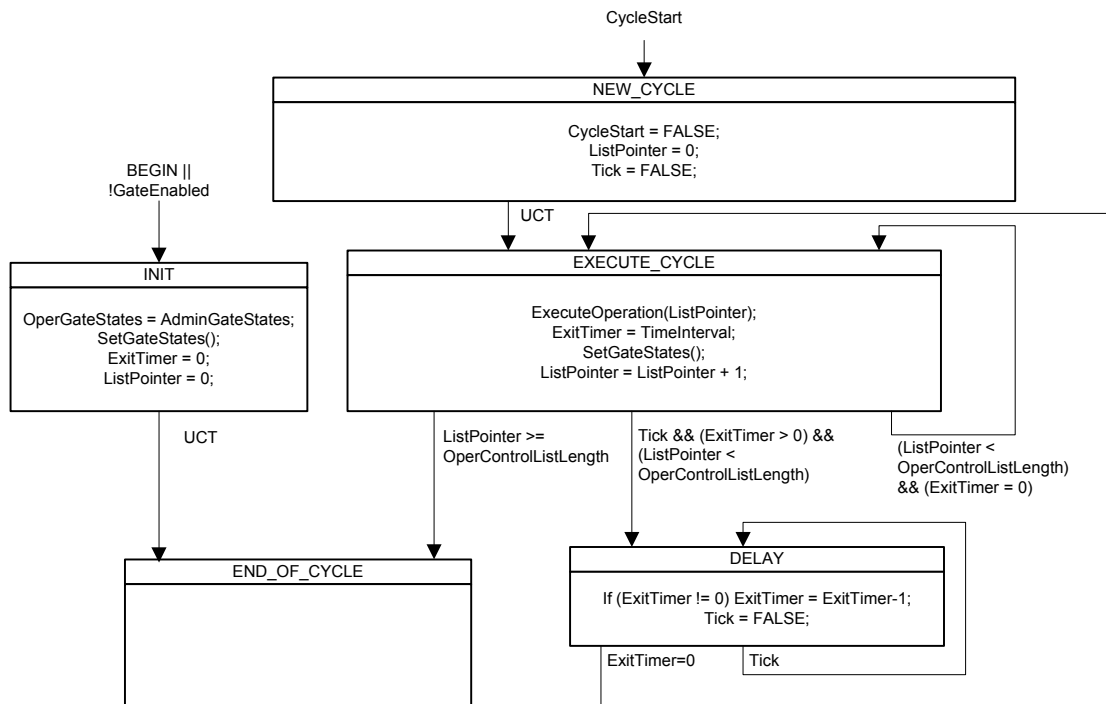 CycleStart
NEW_CYCLE
CycleStart = FALSE;
ListPointer = 0;
Tick = FALSE;
BEGIN ||
!GateEnabled
UCT
INIT
OperGateStates = AdminGateStates;
SetGateStates();
ExitTimer = 0;
ListPointer = 0;
EXECUTE_CYCLE
ExecuteOperation(ListPointer);
ExitTimer = TimeInterval;
SetGateStates();
ListPointer = ListPointer + 1;
UCT
ListPointer >=
OperControlListLength
Tick && (ExitTimer > 0) &&
(ListPointer <
OperControlListLength)
(ListPointer <
OperControlListLength)
&& (ExitTimer = 0)
END_OF_CYCLE
DELAY
If (ExitTimer != 0) ExitTimer = ExitTimer-1;
Tick = FALSE;
ExitTimer=0
Tick